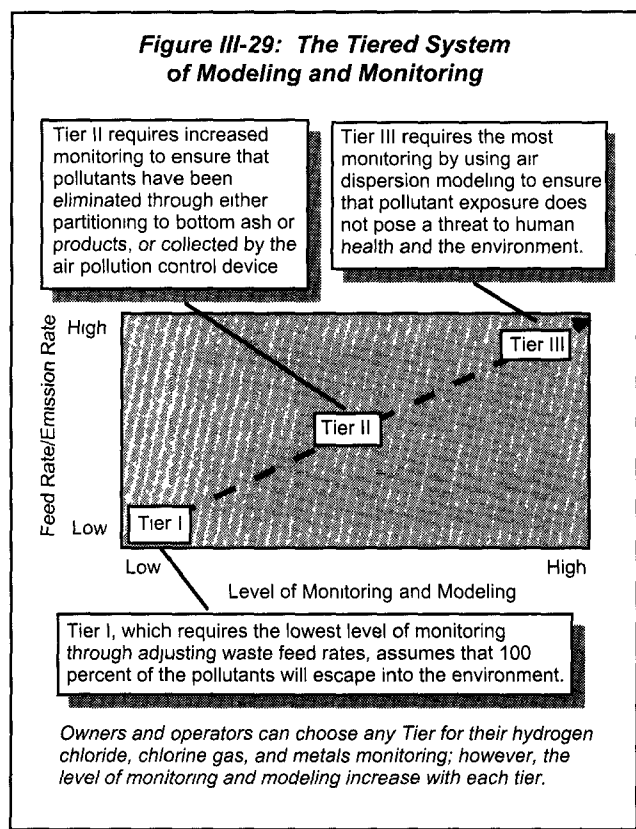 Figure III-29: The Tiered System
of Modeling and Monitoring
Tier II requires increased
monitoring to ensure that
pollutants have been
eliminated through either
partitioning to bottom ash or
products, or collected by the
air pollution control device
Tier III requires the most
monitoring by using air
dispersion modeling to ensure
that pollutant exposure does
not pose a threat to human
health and the environment.
Feed Rate/Emission Rate
High
Tier III
Tier II
Low
Tier I
Low
High
Level of Monitoring and Modeling
Tier I, which requires the lowest level of monitoring
through adjusting waste feed rates, assumes that 100
percent of the pollutants will escape into the environment.
Owners and operators can choose any Tier for their hydrogen
chloride, chlorine gas, and metals monitoring; however, the
level of monitoring and modeling increase with each tier.